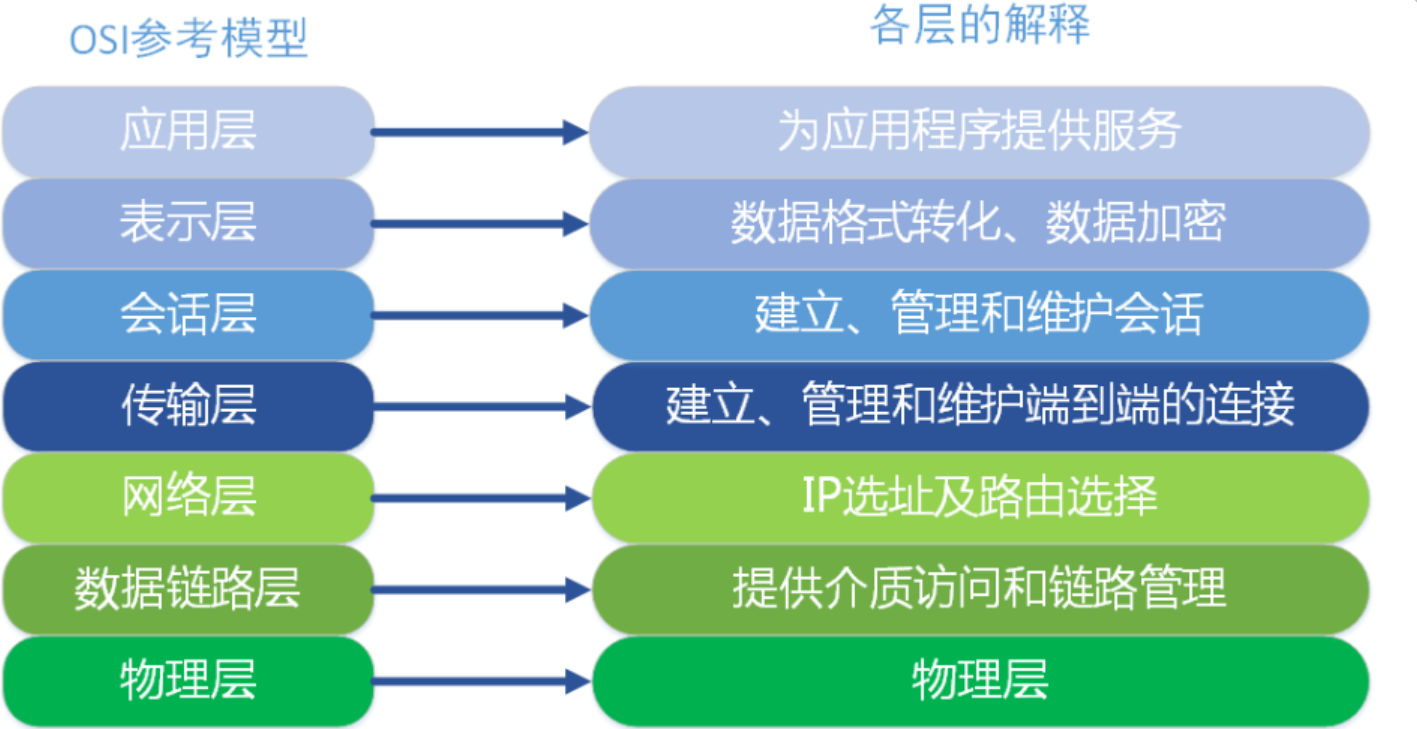 OSI参考模型
各层的解释
应用层
为应用程序提供服务
表示层
数据格式转化、数据加密
会话层
建立、管理和维护会话
传输层
建立、管理和维护端到端的连接
网络层
IP选址及路由选择
数据链路层
提供介质访问和链路管理
物理层
物理层